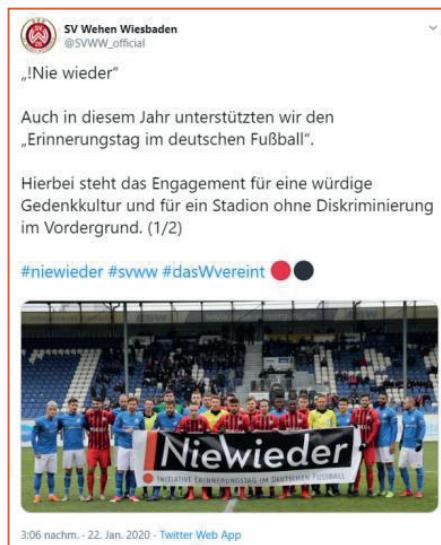 SV Wehen Wiesbaden
@SVWW_official
„!Nie wieder“
Auch in diesem Jahr unterstützten wir den
„Erinnerungstag im deutschen Fußball“.
Hierbei steht das Engagement für eine würdige
Gedenkkultur und für ein Stadion ohne Diskriminierung
im Vordergrund. (1/2)
#niewieder #svww #dasWvereint
!NieWieder
INITIATIVE ERINNERUNGSTAG IM DEUTSCHEN FUSSBALL
3:06 nachm. · 22. Jan. 2020 · Twitter Web App